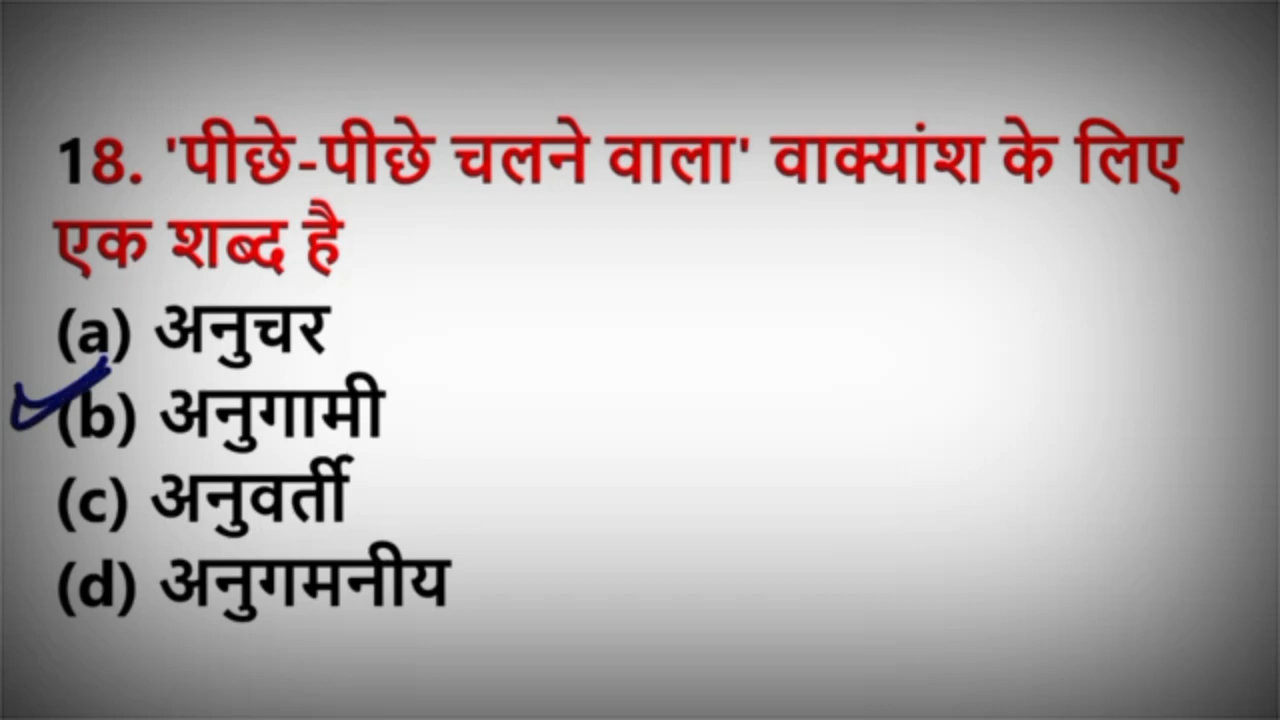 18. 'पीछे-पीछे चलने वाला' वाक्यांश के लिए
एक शब्द है
(a) अनुचर
(b) अनुगामी
(c) अनुवर्ती
(d) अनुगमनीय